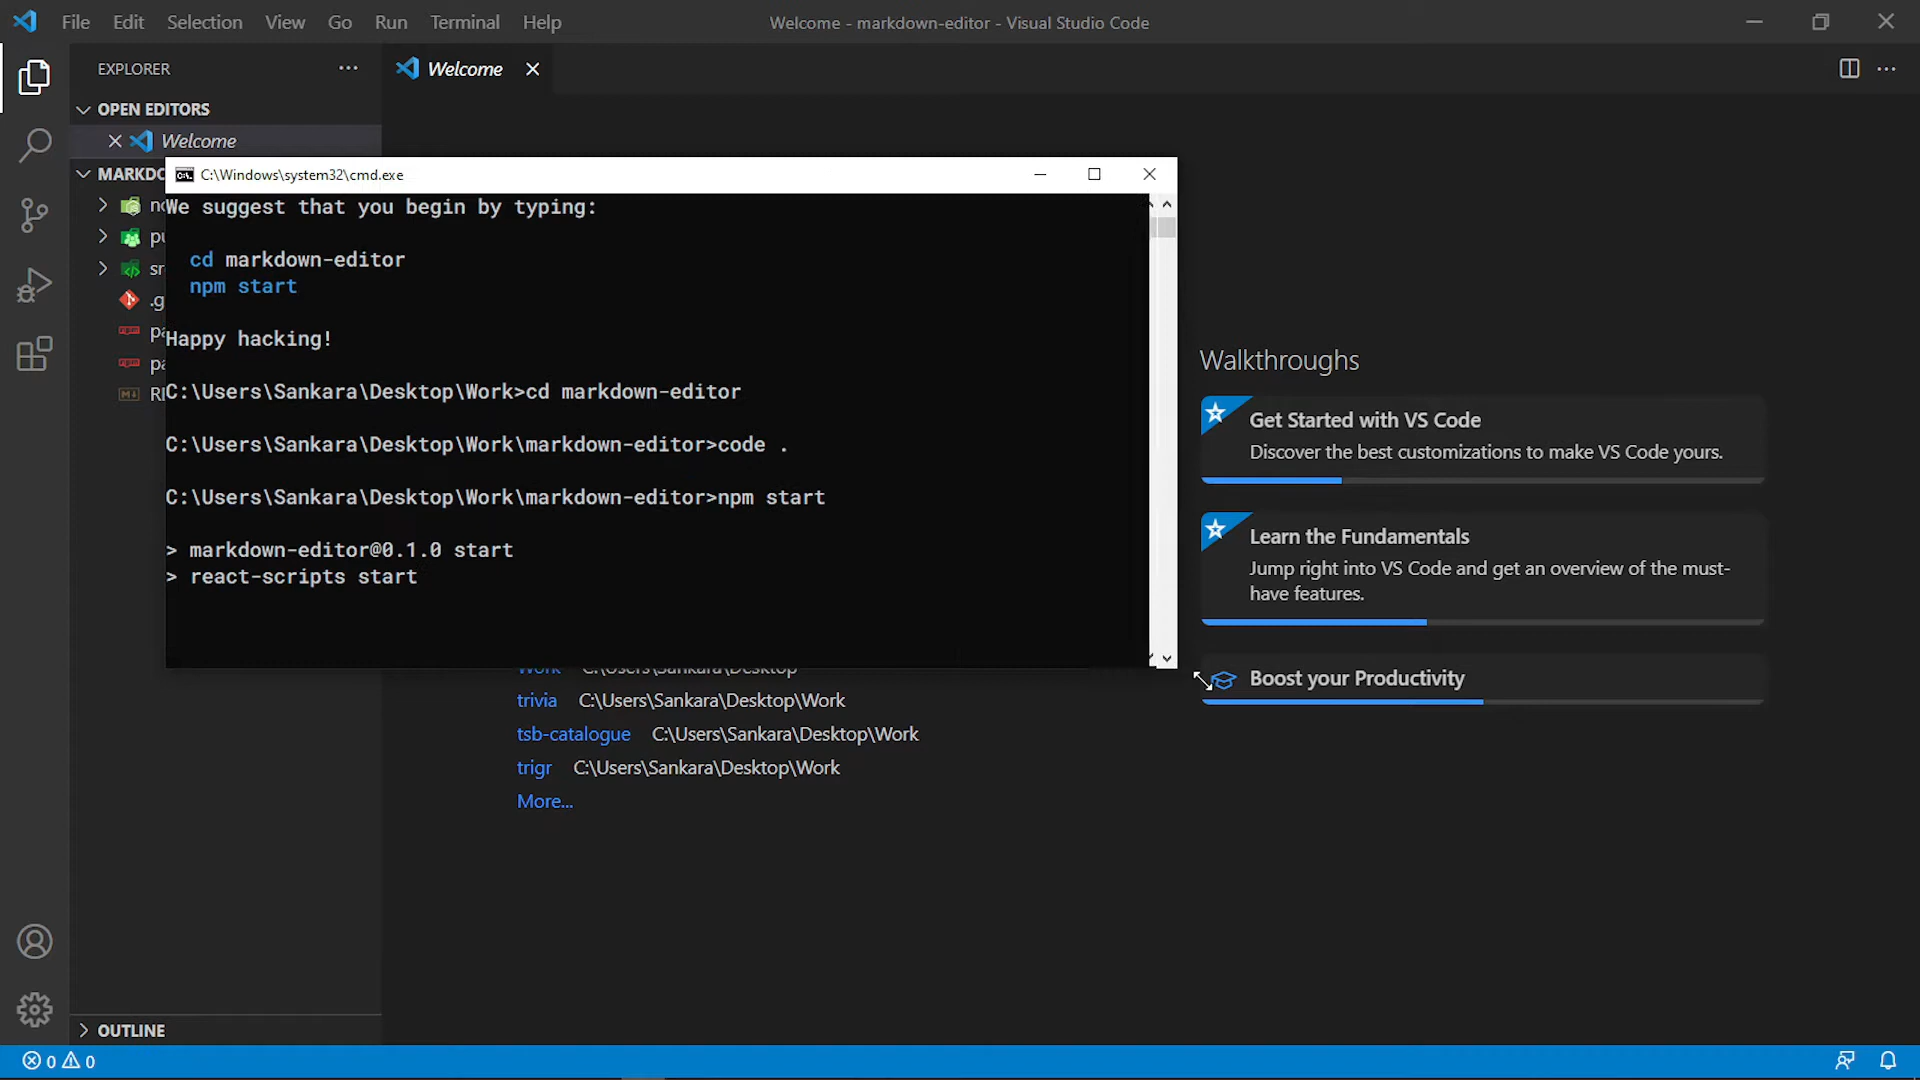 File Edit Selection View Go Run Terminal Help
Welcome - markdown-editor - Visual Studio Code
EXPLORER
Welcome
OPEN EDITORS
Welcome
C:\Windows\system32\cmd.exe
We suggest that you begin by typing:
cd markdown-editor
npm start
Happy hacking!
C:\Users\Sankara\Desktop\Work>cd markdown-editor
C:\Users\Sankara\Desktop\Work\markdown-editor>code .
C:\Users\Sankara\Desktop\Work\markdown-editor>npm start
> markdown-editor@0.1.0 start
> react-scripts start
Work C:\Users\Sankara\Desktop
trivia C:\Users\Sankara\Desktop\Work
tsb-catalogue C:\Users\Sankara\Desktop\Work
trigr C:\Users\Sankara\Desktop\Work
More...
Walkthroughs
Get Started with VS Code
Discover the best customizations to make VS Code yours.
Learn the Fundamentals
Jump right into VS Code and get an overview of the must-
have features.
Boost your Productivity
OUTLINE
0 0